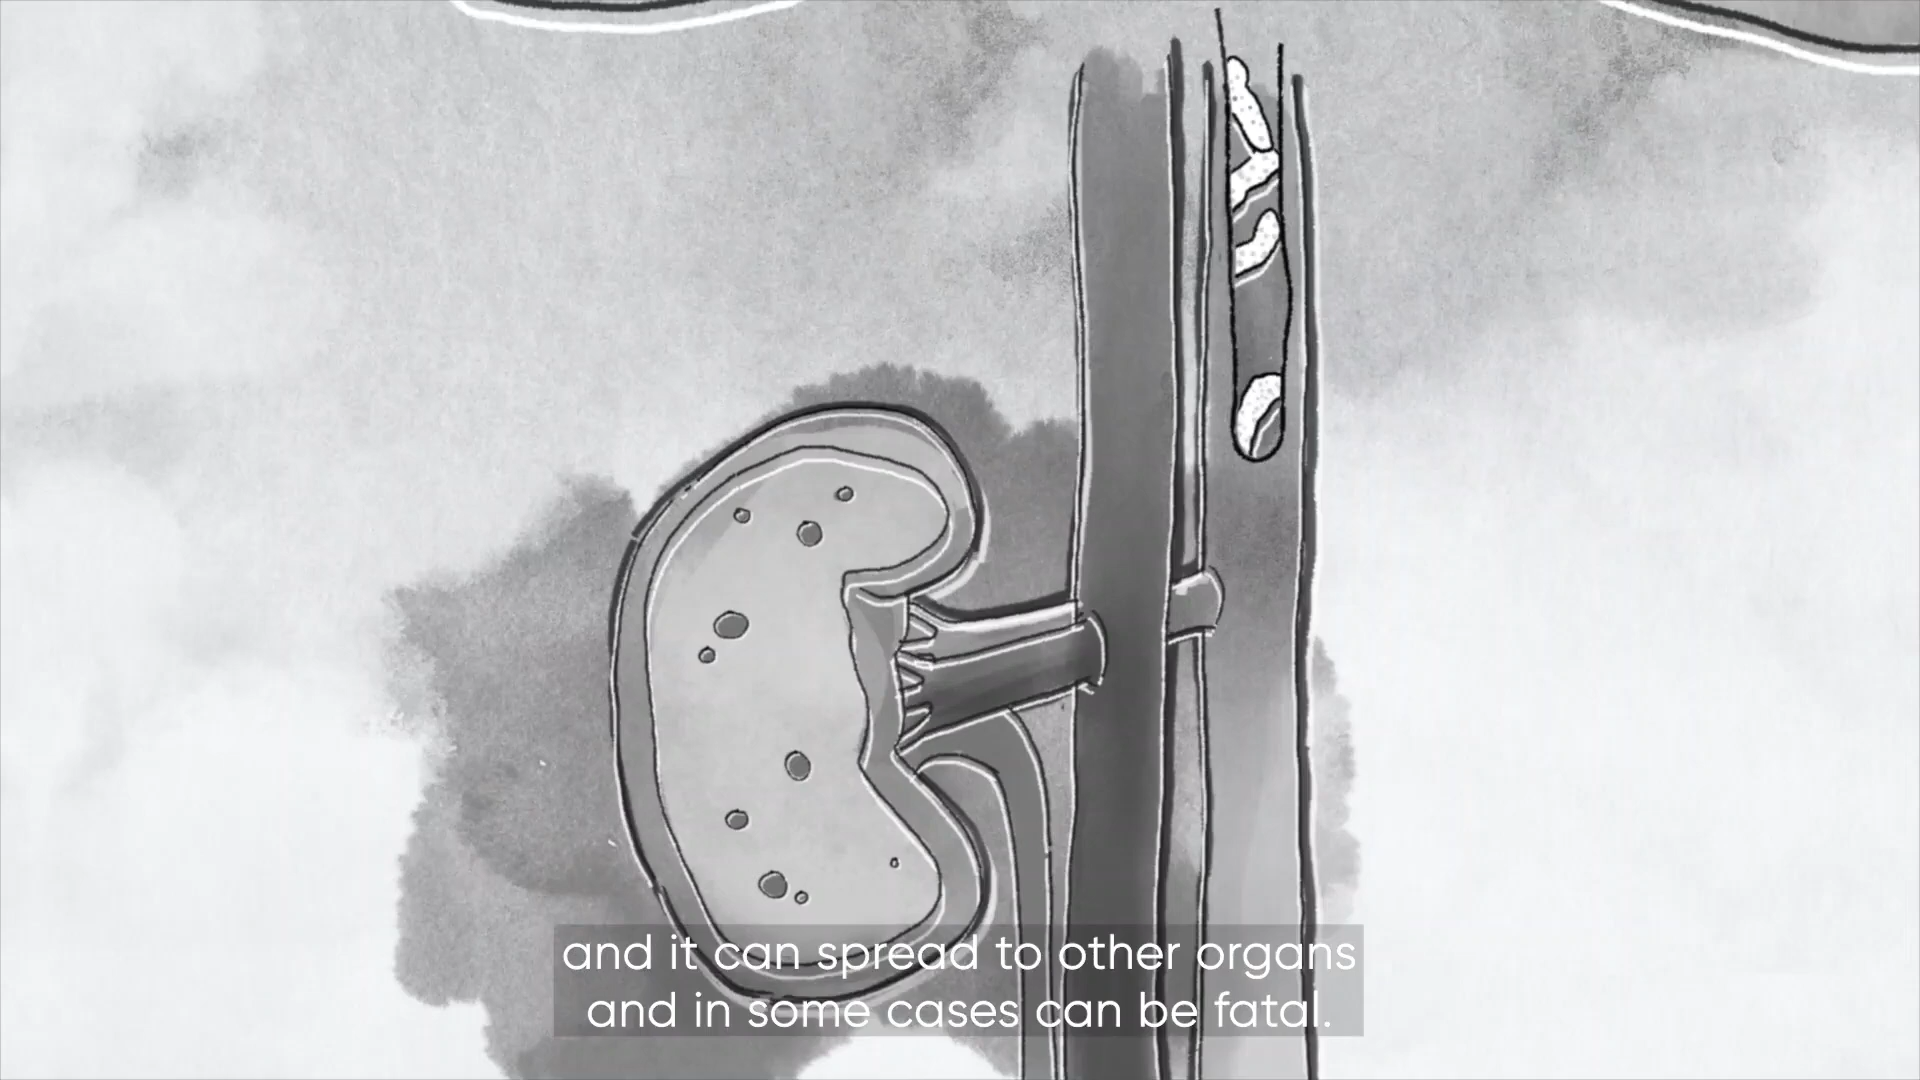 and it can spread to other organs
and in some cases can be fatal.